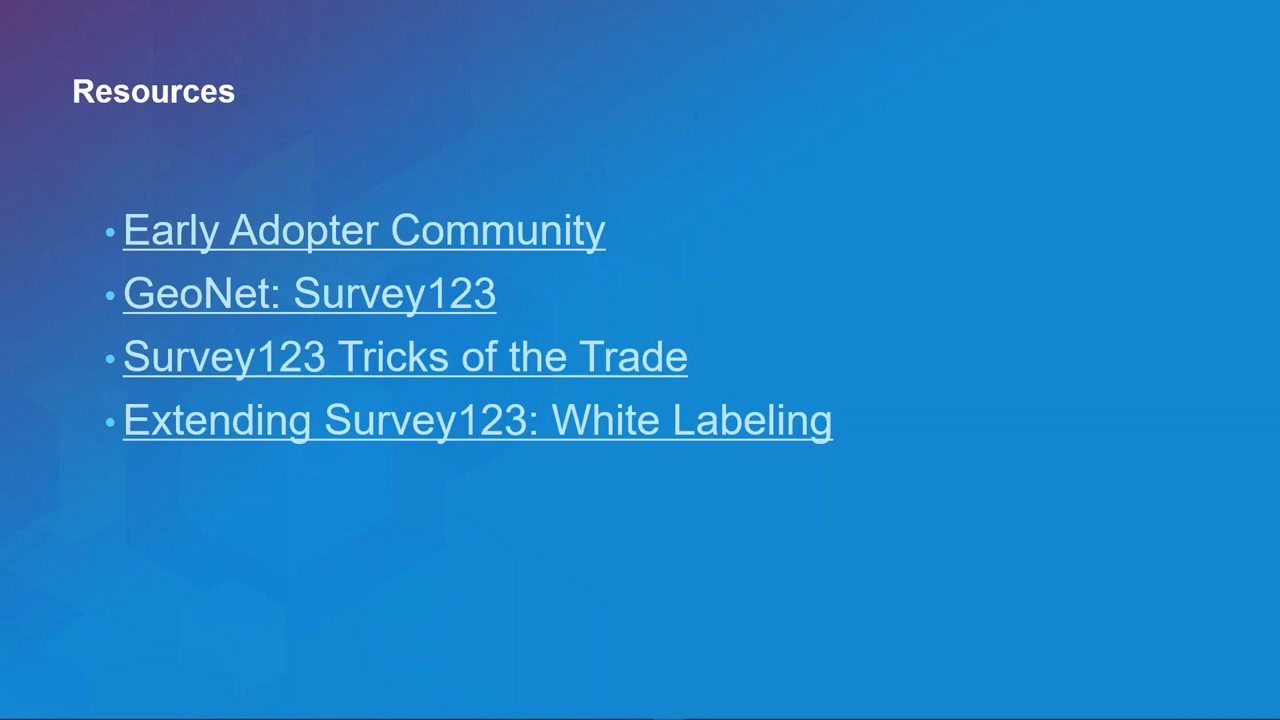 Resources
• Early Adopter Community
• GeoNet: Survey123
• Survey123 Tricks of the Trade
• Extending Survey123: White Labeling